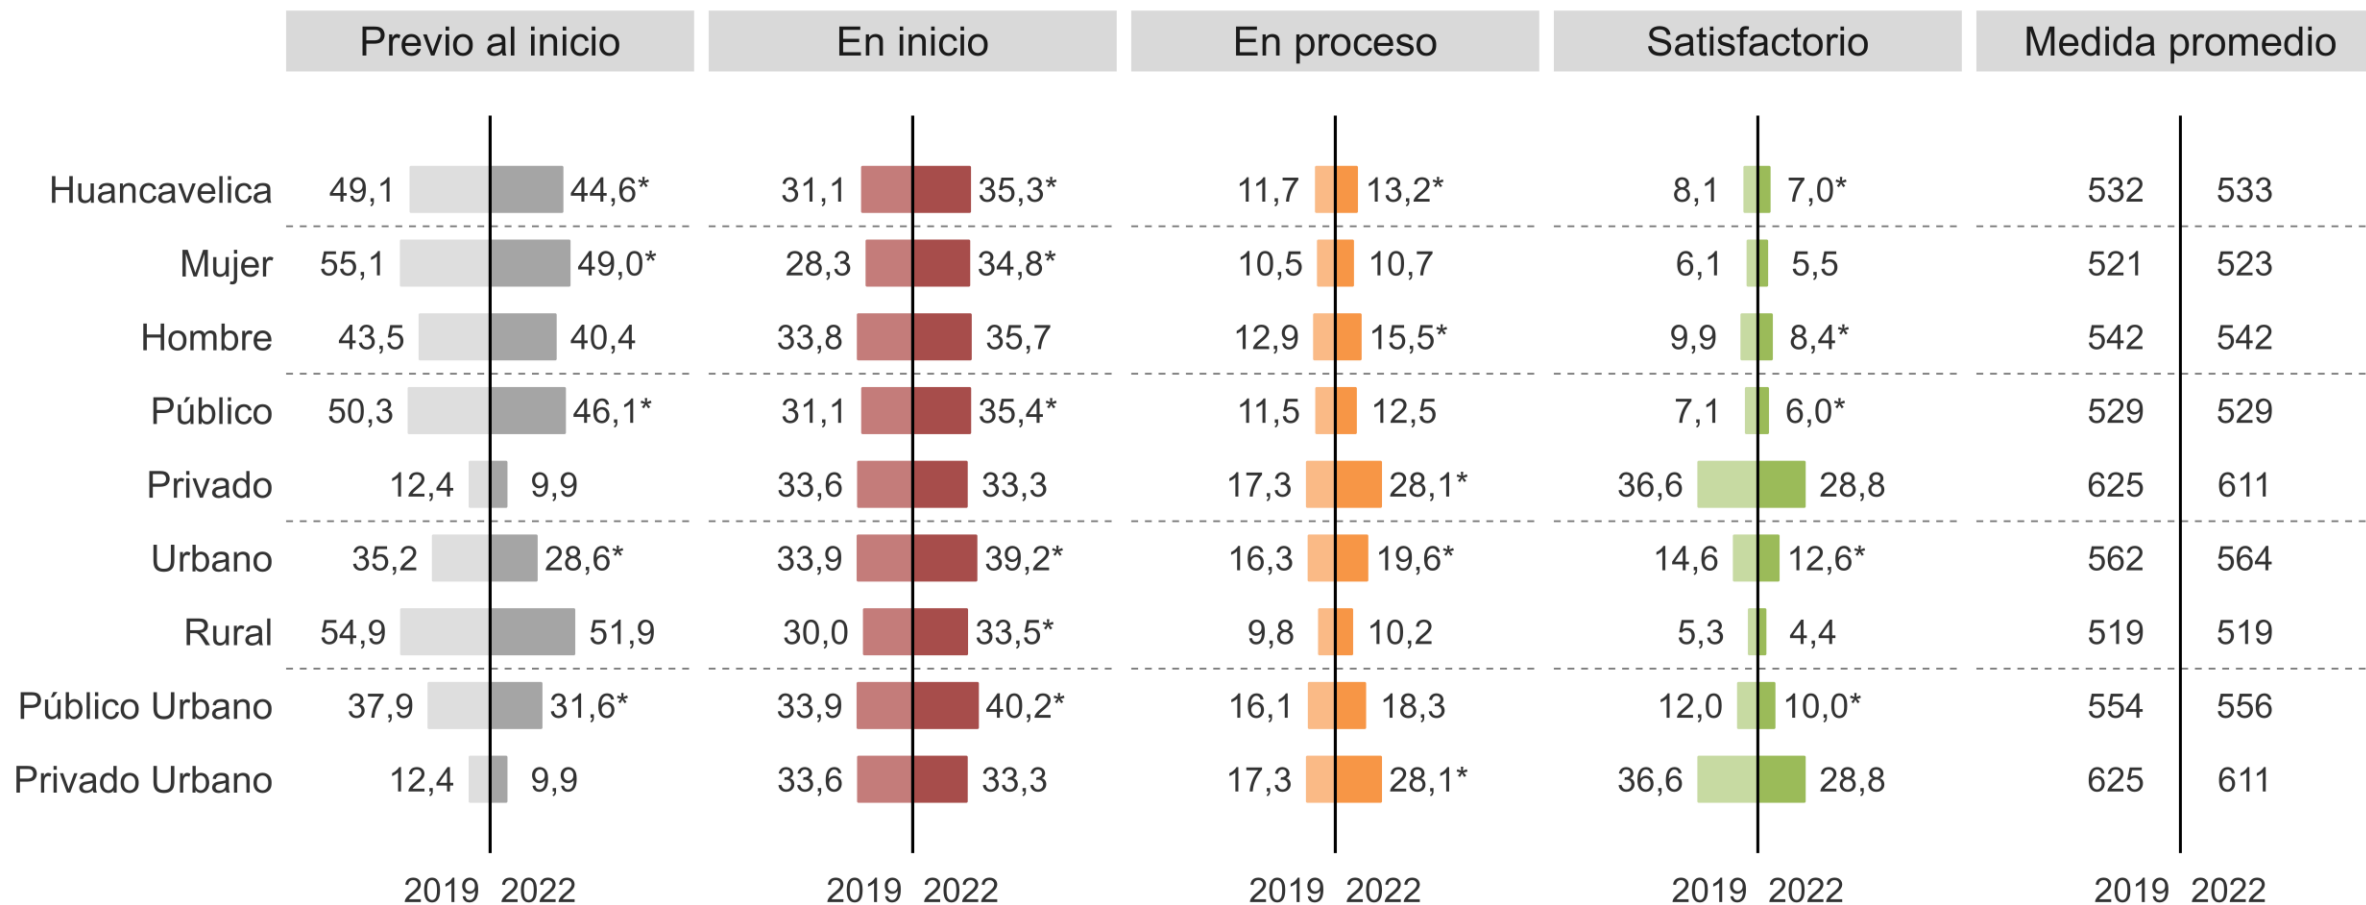 Previo al inicio En inicio En proceso Satisfactorio Medida promedio
Huancavelica 49,1 44,6* 31,1 35,3* 11,7 13,2* 8,1 7,0* 532 533
Mujer 55,1 49,0* 28,3 34,8* 10,5 10,7 6,1 5,5 521 523
Hombre 43,5 40,4 33,8 35,7 12,9 15,5* 9,9 8,4* 542 542
Público 50,3 46,1* 31,1 35,4* 11,5 12,5 7,1 6,0* 529 529
Privado 12,4 9,9 33,6 33,3 17,3 28,1* 36,6 28,8 625 611
Urbano 35,2 28,6* 33,9 39,2* 16,3 19,6* 14,6 12,6* 562 564
Rural 54,9 51,9 30,0 33,5* 9,8 10,2 5,3 4,4 519 519
Público Urbano 37,9 31,6* 33,9 40,2* 16,1 18,3 12,0 10,0* 554 556
Privado Urbano 12,4 9,9 33,6 33,3 17,3 28,1* 36,6 28,8 625 611
2019 2022 2019 2022 2019 2022 2019 2022 2019 2022